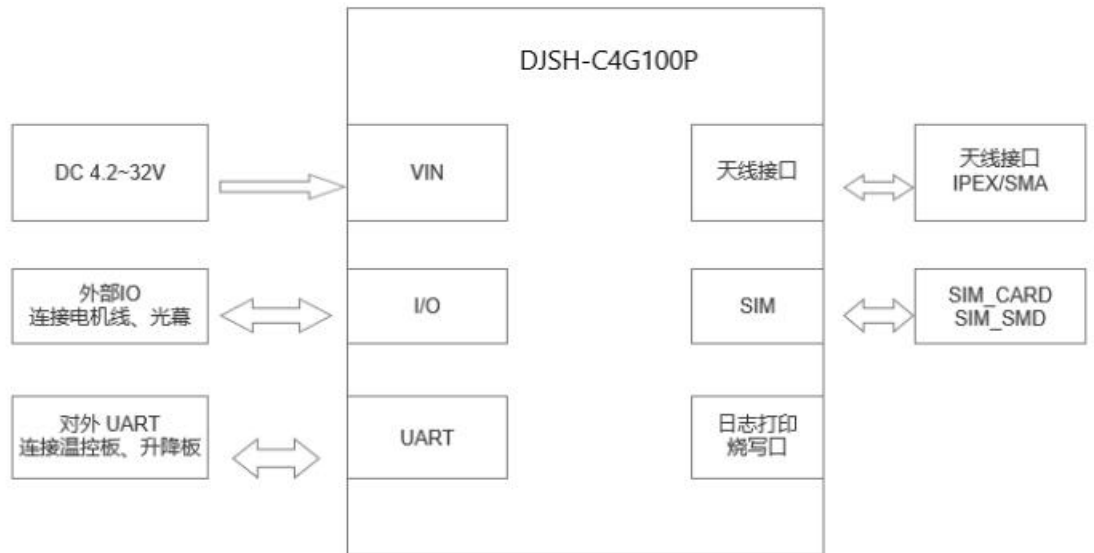 DJSH-C4G100P
DC 4.2~32V
VIN
天线接口
天线接口
IPEX/SMA
外部IO
连接电机线、光幕
I/O
SIM
SIM_CARD
SIM_SMD
对外 UART
连接温控板、升降板
UART
日志打印
烧写口